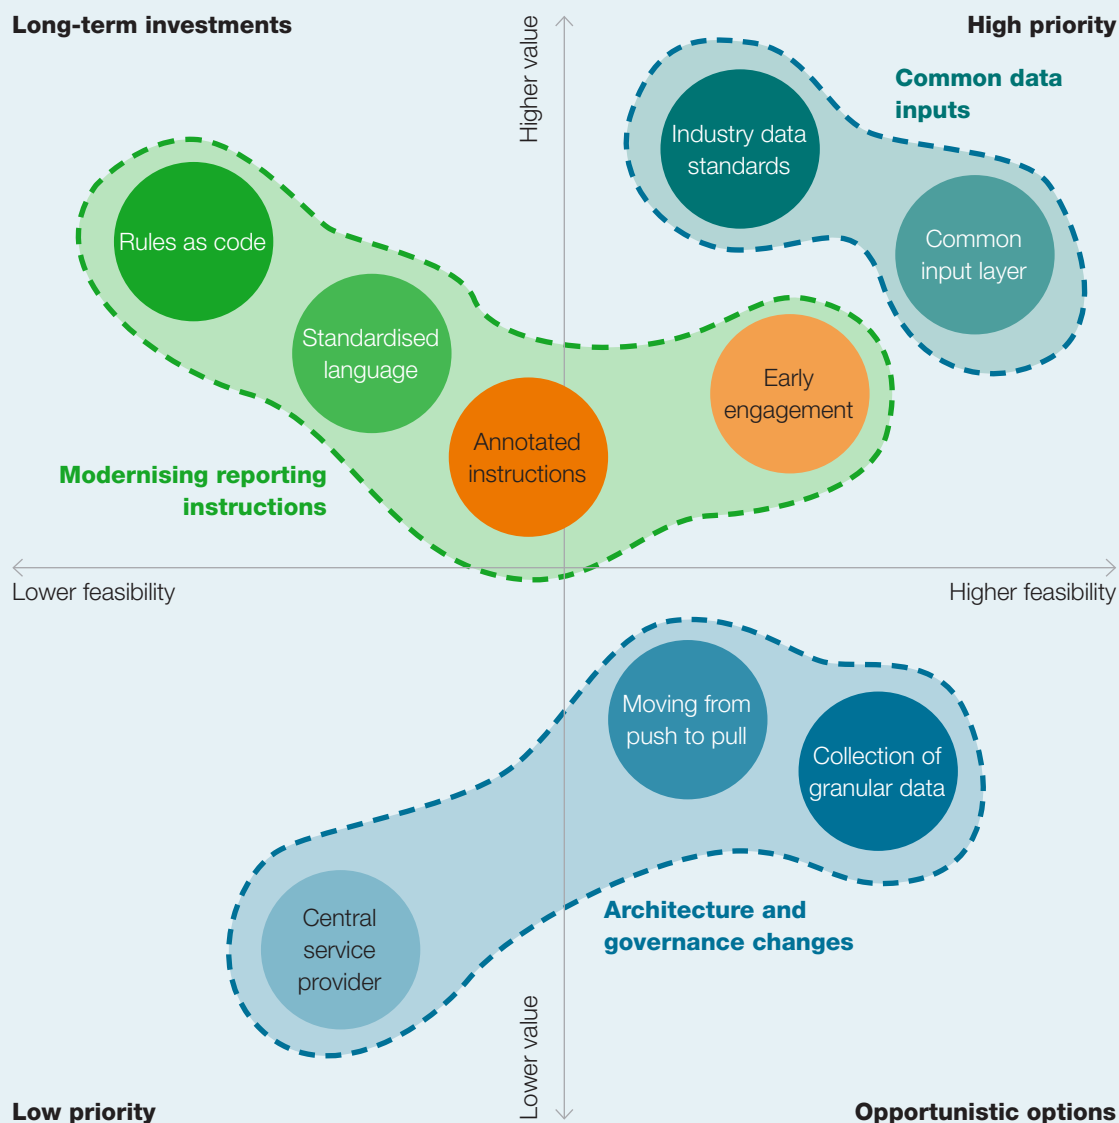 Long-term investments
Higher value
High priority
Common data
inputs
Industry data
standards
Common
input layer
Rules as code
Standardised
language
Annotated
instructions
Early
engagement
Modernising reporting
instructions
Lower feasibility
Higher feasibility
Moving from
push to pull
Collection of
granular data
Central
service
provider
Architecture and
governance changes
Lower value
Low priority
Opportunistic options